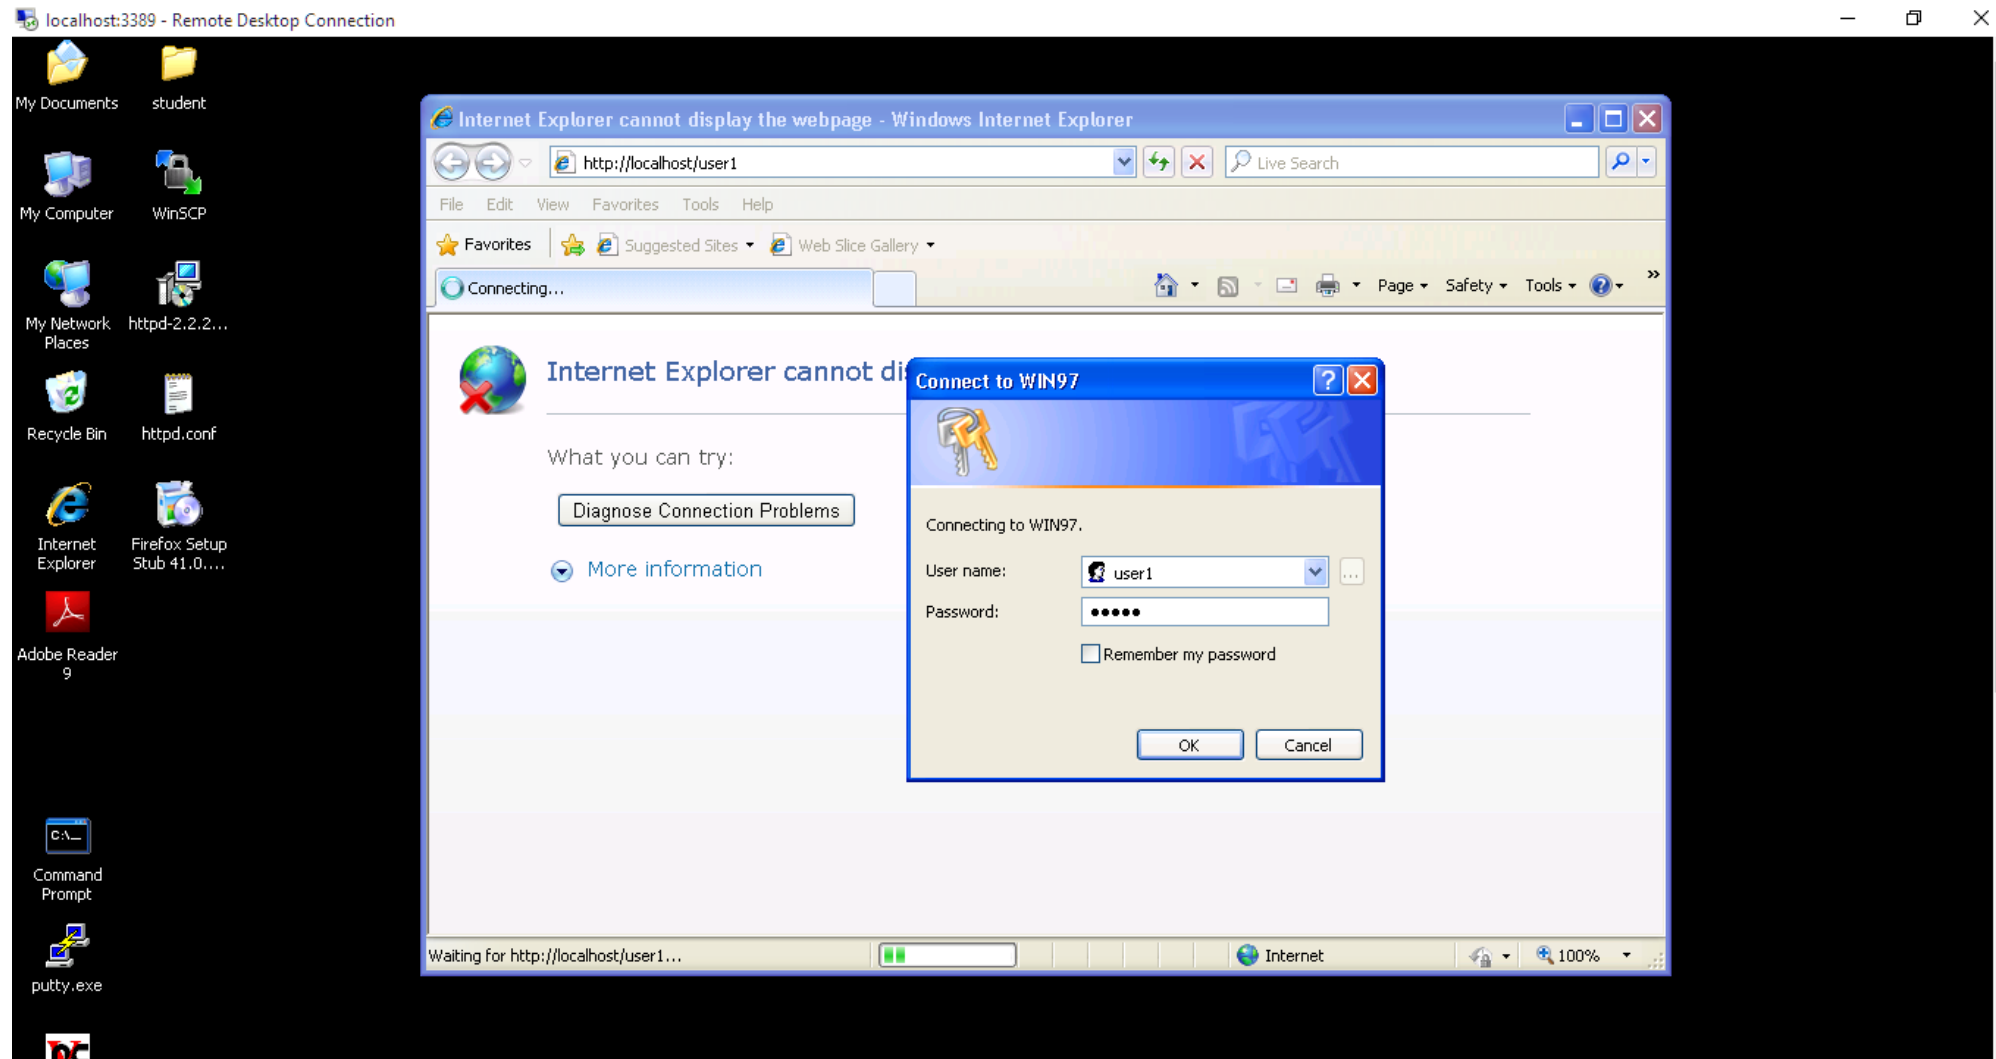 localhost:3389 - Remote Desktop Connection
My Documents
student
My Computer
WinSCP
My Network
Places
httpd-2.2.2...
Recycle Bin
httpd.conf
Internet
Explorer
Firefox Setup
Stub 41.0....
Adobe Reader
9
C:\_
Command
Prompt
putty.exe
Internet Explorer cannot display the webpage - Windows Internet Explorer
http://localhost/user1
Live Search
File Edit View Favorites Tools Help
Favorites Suggested Sites Web Slice Gallery
Connecting...
Page Safety Tools
Internet Explorer cannot di
What you can try:
Diagnose Connection Problems
More information
Connect to WIN97
Connecting to WIN97.
User name: user1
Password: •••••
Remember my password
OK Cancel
Waiting for http://localhost/user1... Internet 100%